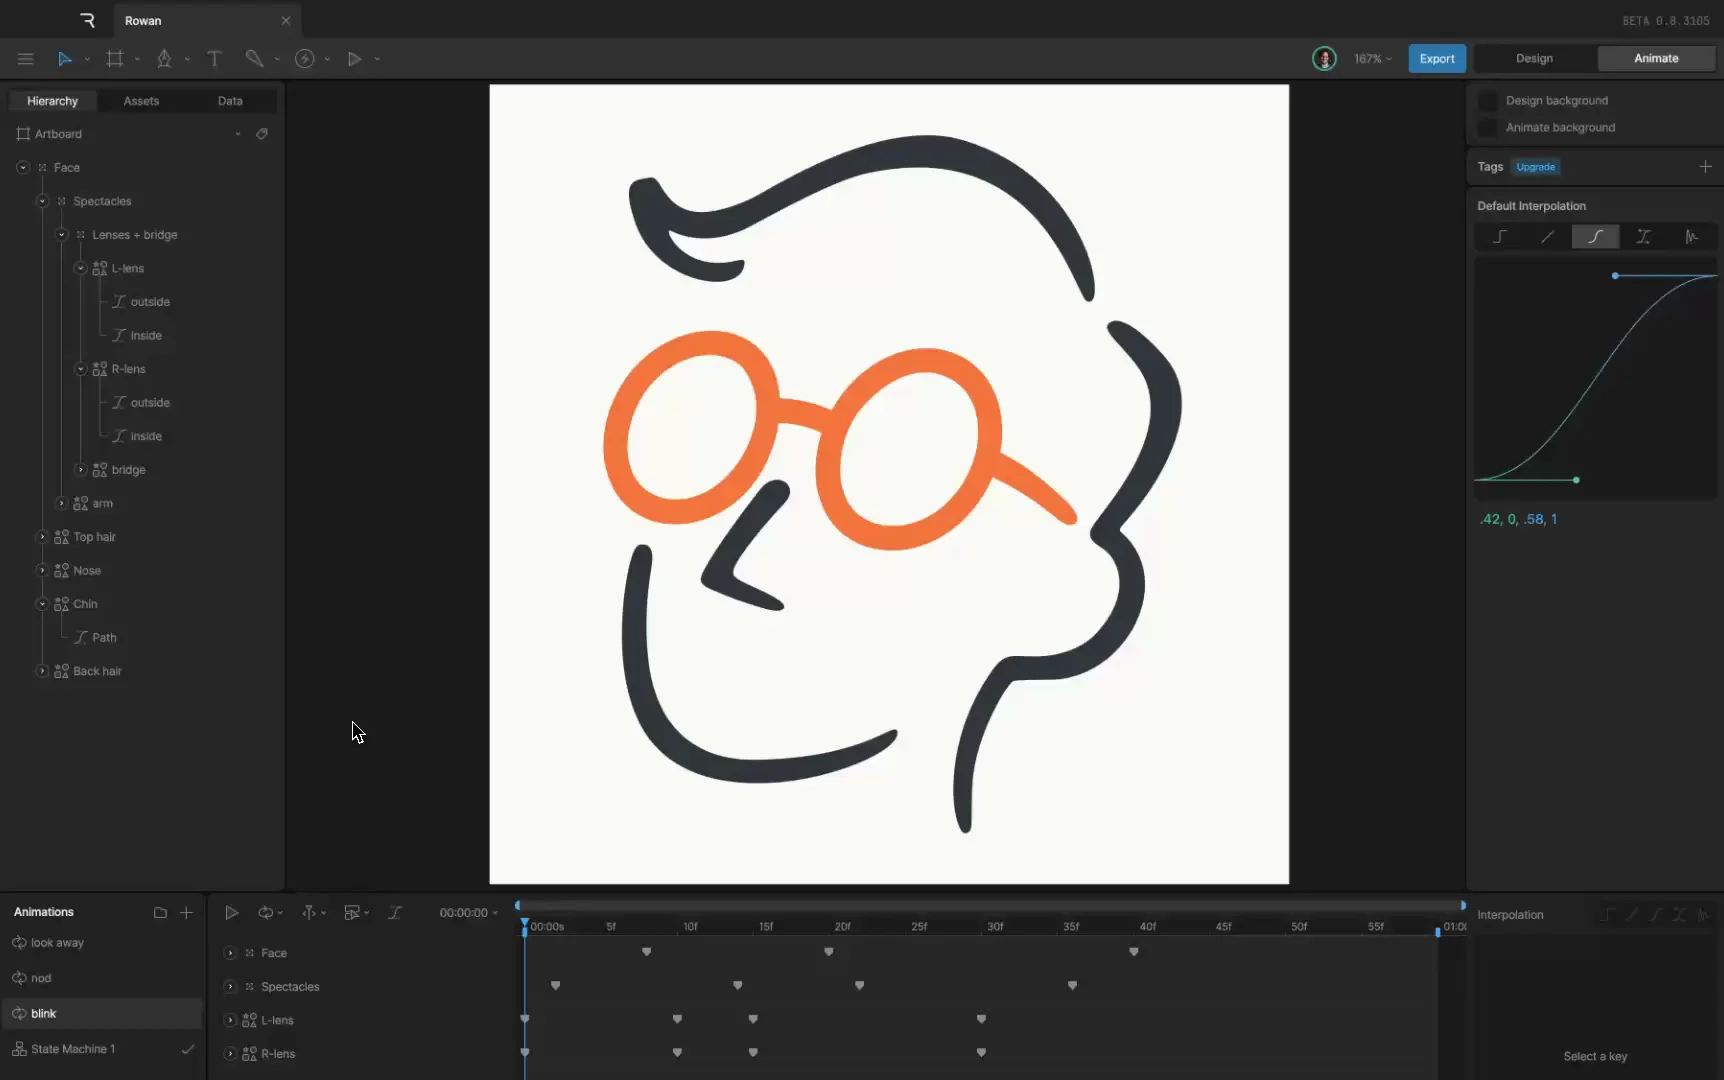 Rowan
BETA 0.8.3105
167%
Export
Design
Animate
Hierarchy
Assets
Data
Artboard
Face
Spectacles
Lenses + bridge
L-lens
outside
inside
R-lens
outside
inside
bridge
arm
Top hair
Nose
Chin
Path
Back hair
Design background
Animate background
Tags
Upgrade
Default Interpolation
.42, 0, .58, 1
Animations
look away
nod
blink
State Machine 1
00:00:00
00:00s 5f 10f 15f 20f 25f 30f 35f 40f 45f 50f 55f 01:00
Face
Spectacles
L-lens
R-lens
Interpolation
Select a key